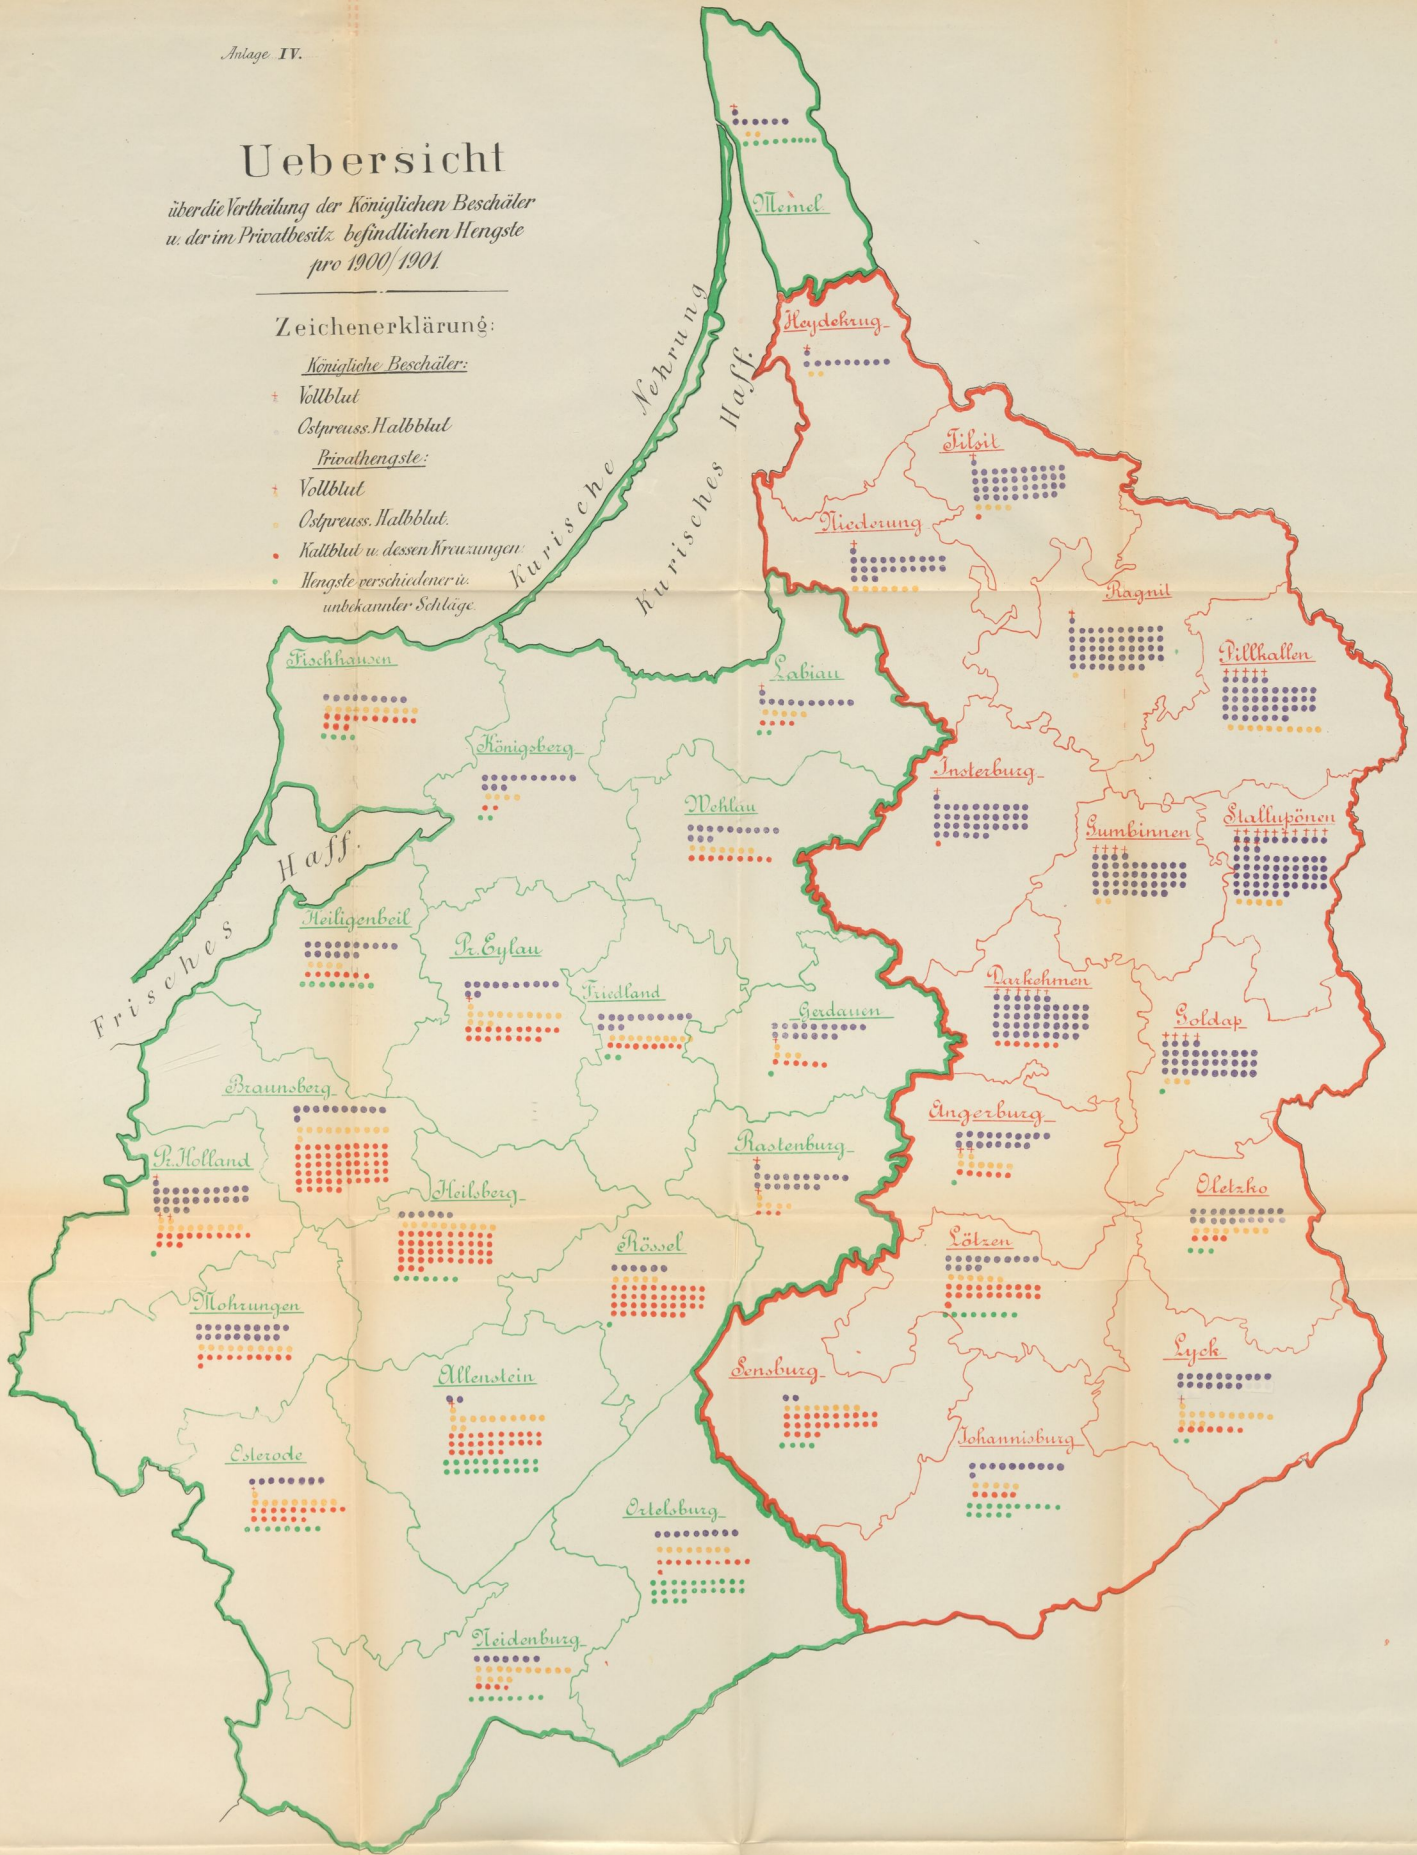 Anlage IV.
Uebersicht
über die Vertheilung der Königlichen Beschäler
u. der im Privatbesitz befindlichen Hengste
pro 1900/1901.
Zeichenerklärung:
Königliche Beschäler:
Vollblut
Ostpreuss. Halbblut
Privathengste:
Vollblut
Ostpreuss. Halbblut.
Kaltblut u. dessen Kreuzungen
Hengste verschiedener u.
unbekannter Schläge.
Kurische Nehrung
Kurisches Haff.
Frisches Haff.
Memel.
Heydekrug
Tilsit
Niederung
Ragnit
Pillkallen
Fischhausen
Labiau
Königsberg
Insterburg
Wehlau
Gumbinnen
Stallupönen
Heiligenbeil
Pr. Eylau
Friedland
Gerdauen
Darkehmen
Goldap
Braunsberg
Angerburg
Pr. Holland
Rastenburg
Heilsberg
Oletzko
Rössel
Lötzen
Mohrungen
Allenstein
Sensburg
Lyck
Osterode
Johannisburg
Ortelsburg
Neidenburg